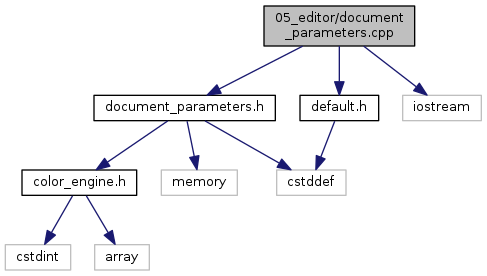 05_editor/document
_parameters.cpp
document_parameters.h
default.h
iostream
color_engine.h
memory
cstddef
cstdint
array